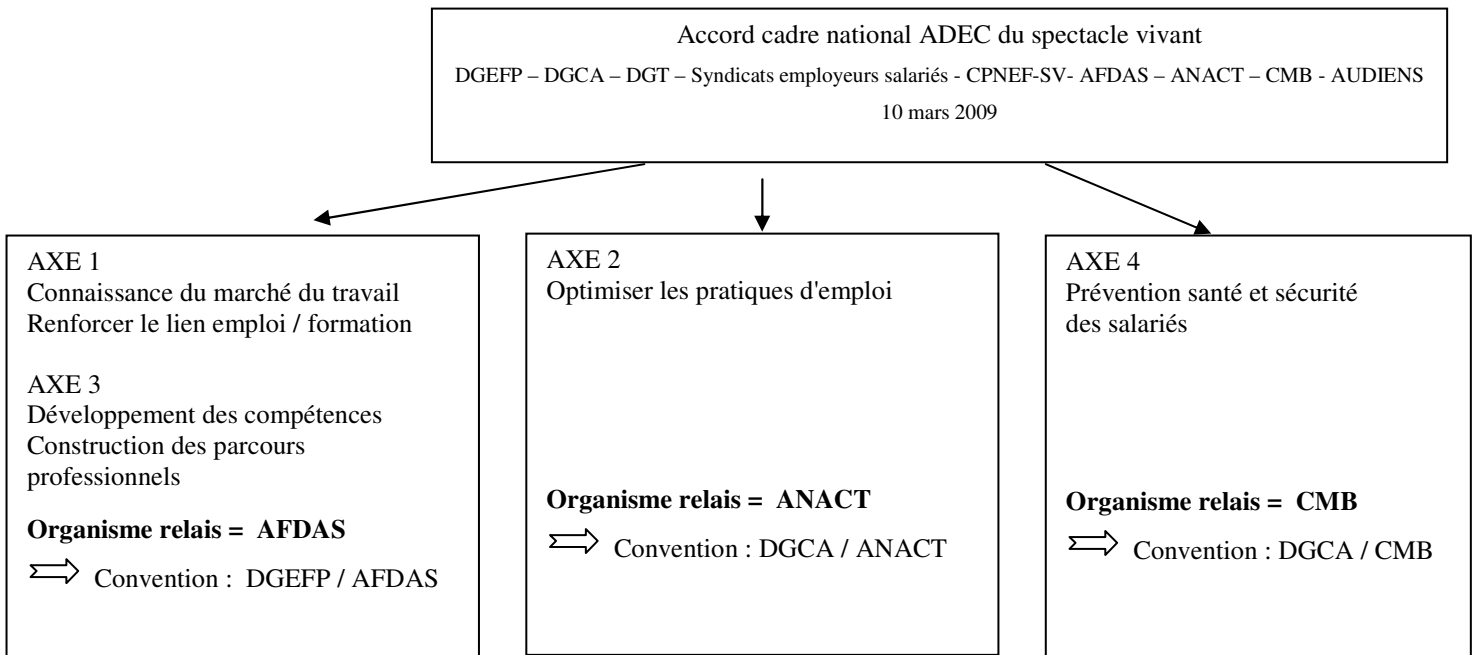 Accord cadre national ADEC du spectacle vivant
DGEFP – DGCA – DGT – Syndicats employeurs salariés - CPNEF-SV- AFDAS – ANACT – CMB - AUDIENS
10 mars 2009
AXE 1
Connaissance du marché du travail
Renforcer le lien emploi / formation
AXE 3
Développement des compétences
Construction des parcours
professionnels
Organisme relais = AFDAS
Convention : DGEFP / AFDAS
AXE 2
Optimiser les pratiques d'emploi
Organisme relais = ANACT
Convention : DGCA / ANACT
AXE 4
Prévention santé et sécurité
des salariés
Organisme relais = CMB
Convention : DGCA / CMB